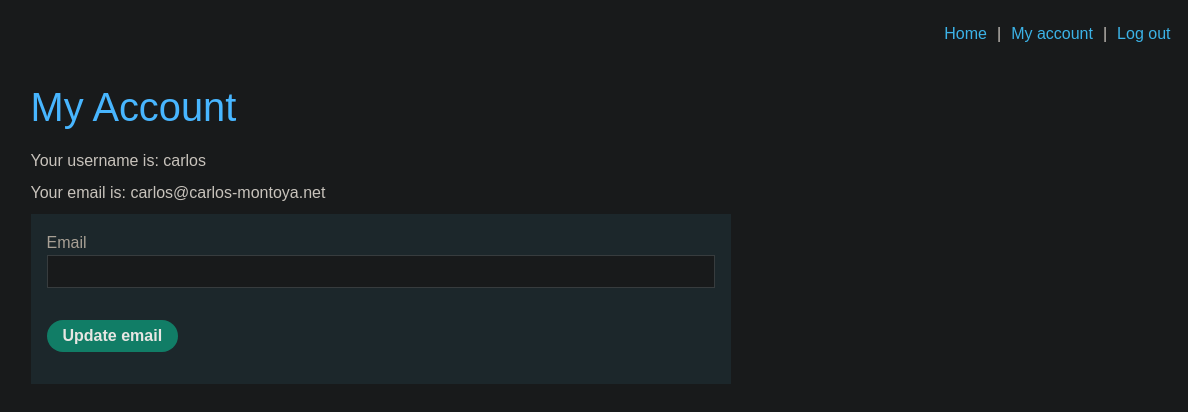 Home | My account | Log out
My Account
Your username is: carlos
Your email is: carlos@carlos-montoya.net
Email
Update email